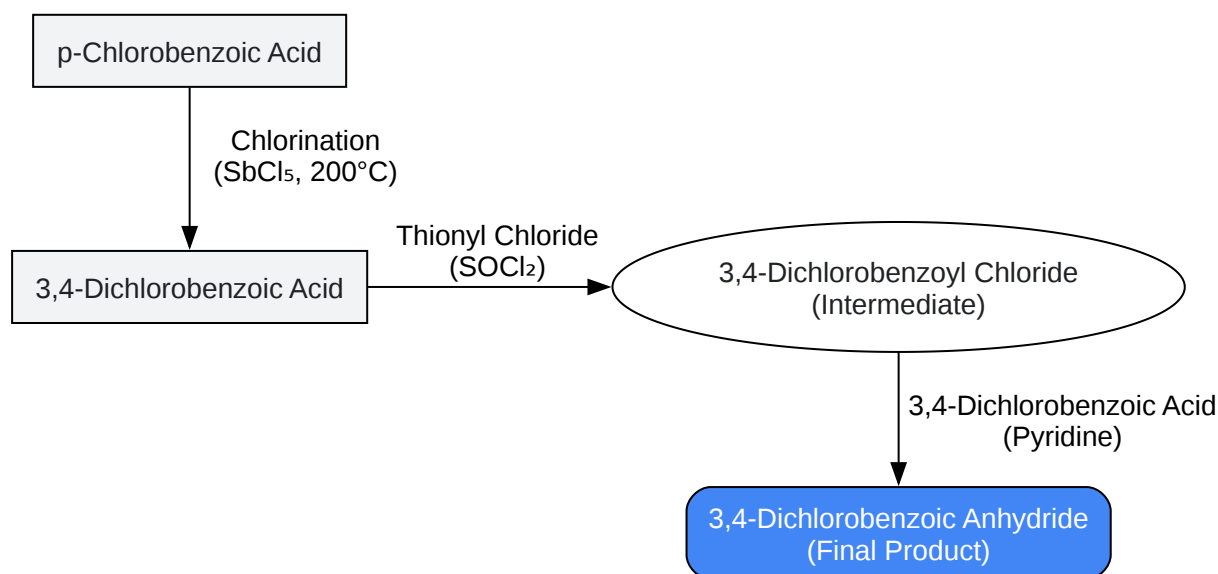 p-Chlorobenzoic Acid
Chlorination
(SbCl₅, 200°C)
3,4-Dichlorobenzoic Acid
Thionyl Chloride
(SOCl₂)
3,4-Dichlorobenzoyl Chloride
(Intermediate)
3,4-Dichlorobenzoic Acid
(Pyridine)
3,4-Dichlorobenzoic Anhydride
(Final Product)